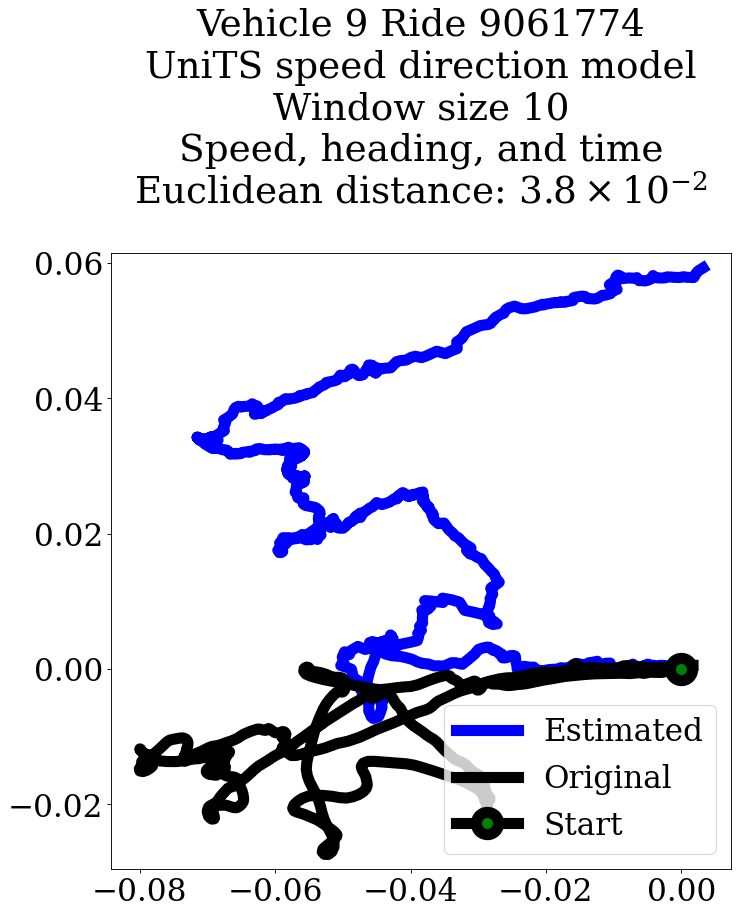 Vehicle 9 Ride 9061774
UniTS speed direction model
Window size 10
Speed, heading, and time
Euclidean distance: 3.8 × 10⁻²
0.06
0.04
0.02
0.00
−0.02
Estimated
Original
Start
−0.08
−0.06
−0.04
−0.02
0.00